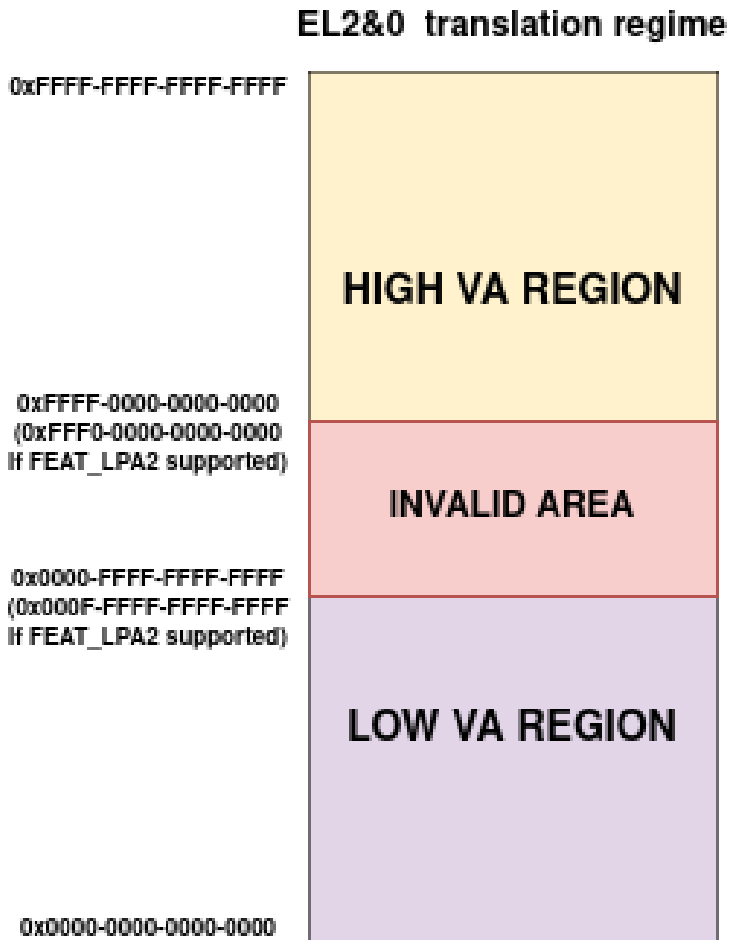 EL2&0 translation regime
0xFFFF-FFFF-FFFF-FFFF
HIGH VA REGION
0xFFFF-0000-0000-0000
(0xFFF0-0000-0000-0000
If FEAT_LPA2 supported)
INVALID AREA
0x0000-FFFF-FFFF-FFFF
(0x000F-FFFF-FFFF-FFFF
If FEAT_LPA2 supported)
LOW VA REGION
0x0000-0000-0000-0000